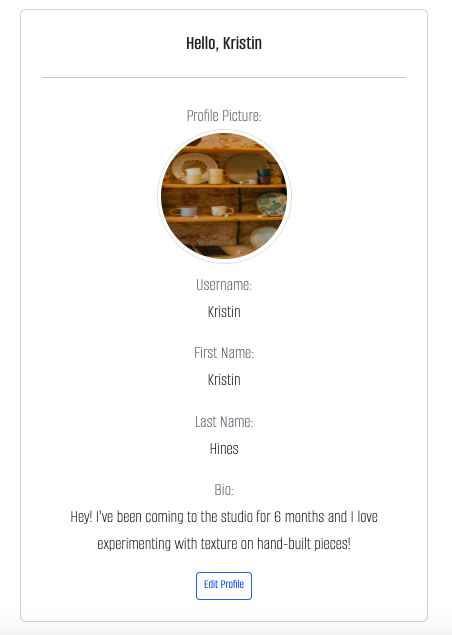 Hello, Kristin
Profile Picture:
Username:
Kristin
First Name:
Kristin
Last Name:
Hines
Bio:
Hey! I've been coming to the studio for 6 months and I love
experimenting with texture on hand-built pieces!
Edit Profile